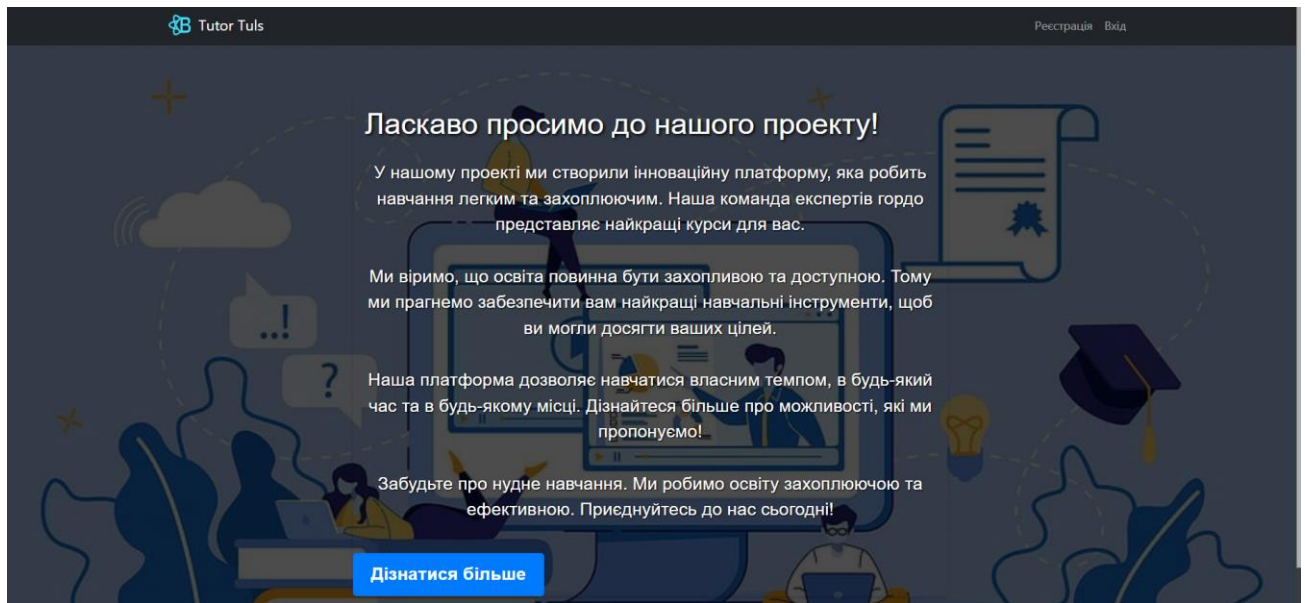 Tutor Tuls
Реєстрація Вхід
Ласкаво просимо до нашого проекту!
У нашому проекті ми створили інноваційну платформу, яка робить
навчання легким та захоплюючим. Наша команда експертів гордо
представляє найкращі курси для вас.
Ми віримо, що освіта повинна бути захопливою та доступною. Тому
ми прагнемо забезпечити вам найкращі навчальні інструменти, щоб
ви могли досягти ваших цілей.
Наша платформа дозволяє навчатися власним темпом, в будь-який
час та в будь-якому місці. Дізнайтеся більше про можливості, які ми
пропонуємо!
Забудьте про нудне навчання. Ми робимо освіту захоплюючою та
ефективною. Приєднуйтесь до нас сьогодні!
Дізнатися більше